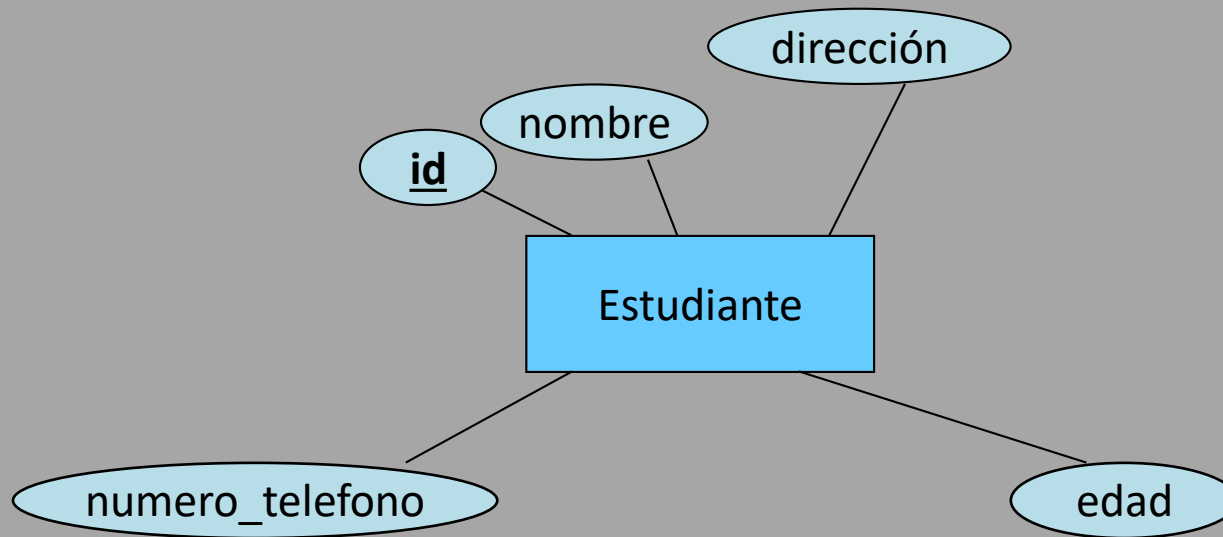 dirección
nombre
id
Estudiante
numero_telefono
edad